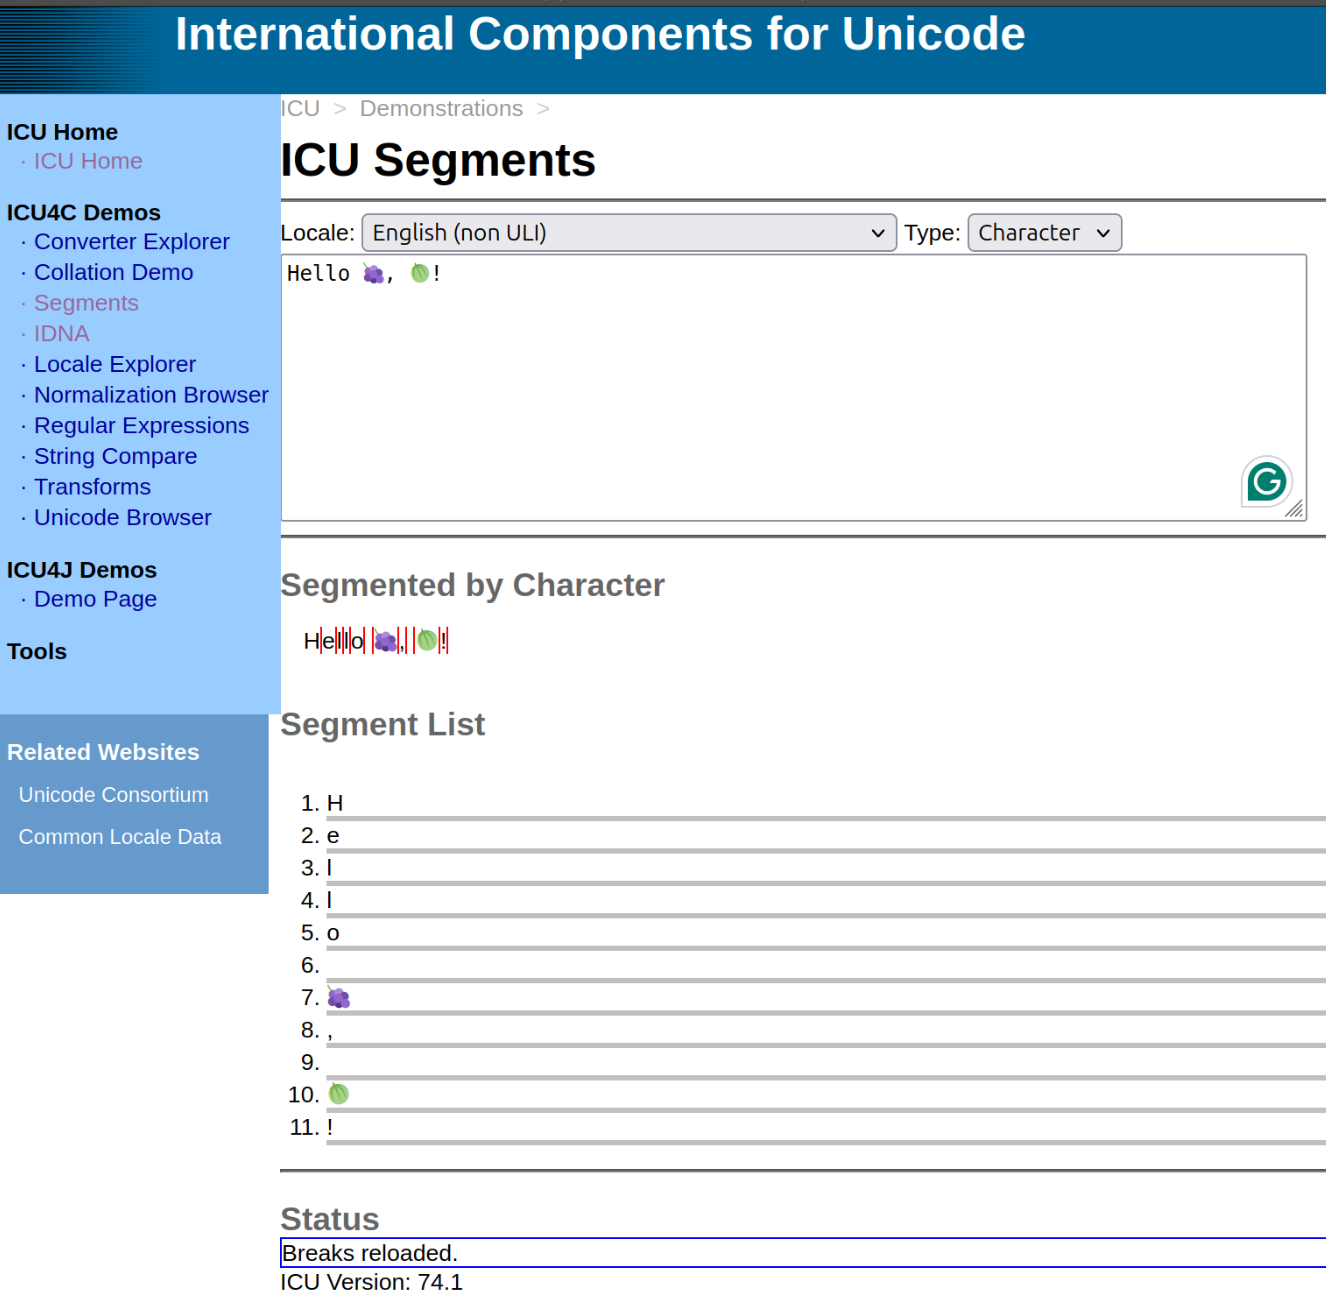 International Components for Unicode
ICU > Demonstrations >
ICU Home
· ICU Home
ICU4C Demos
· Converter Explorer
· Collation Demo
· Segments
· IDNA
· Locale Explorer
· Normalization Browser
· Regular Expressions
· String Compare
· Transforms
· Unicode Browser
ICU4J Demos
· Demo Page
Tools
Related Websites
Unicode Consortium
Common Locale Data
ICU Segments
Locale: English (non ULI) Type: Character
Hello 🍇, 🍈!
Segmented by Character
Hello 🍇, 🍈!
Segment List
1. H
2. e
3. l
4. l
5. o
6.
7. 🍇
8. ,
9.
10. 🍈
11. !
Status
Breaks reloaded.
ICU Version: 74.1